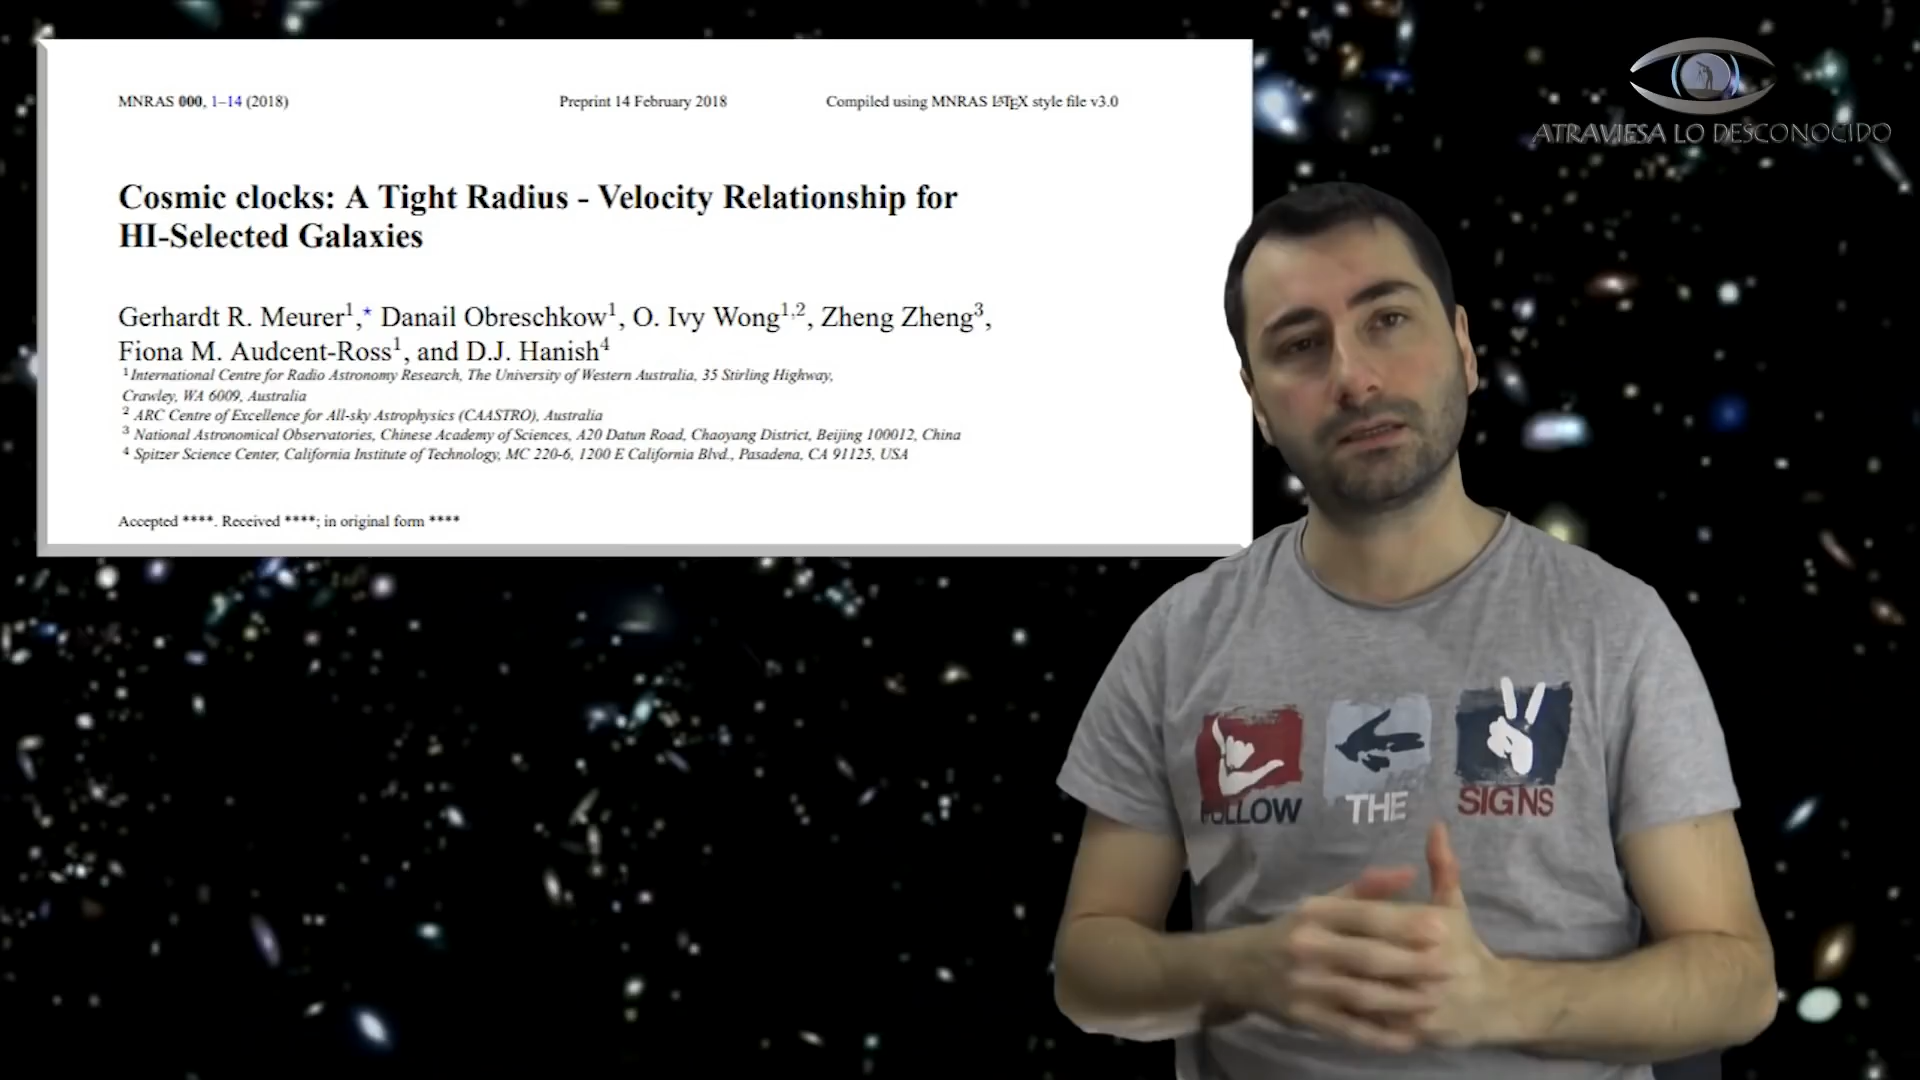 MNRAS 000, 1–14 (2018) Preprint 14 February 2018 Compiled using MNRAS LATEX style file v3.0
Cosmic clocks: A Tight Radius - Velocity Relationship for
HI-Selected Galaxies
Gerhardt R. Meurer1,⋆ Danail Obreschkow1, O. Ivy Wong1,2, Zheng Zheng3,
Fiona M. Audcent-Ross1, and D.J. Hanish4
1 International Centre for Radio Astronomy Research, The University of Western Australia, 35 Stirling Highway,
Crawley, WA 6009, Australia
2 ARC Centre of Excellence for All-sky Astrophysics (CAASTRO), Australia
3 National Astronomical Observatories, Chinese Academy of Sciences, A20 Datun Road, Chaoyang District, Beijing 100012, China
4 Spitzer Science Center, California Institute of Technology, MC 220-6, 1200 E California Blvd., Pasadena, CA 91125, USA
Accepted ****. Received ****; in original form ****
ATRAVIESA LO DESCONOCIDO
FOLLOW THE SIGNS